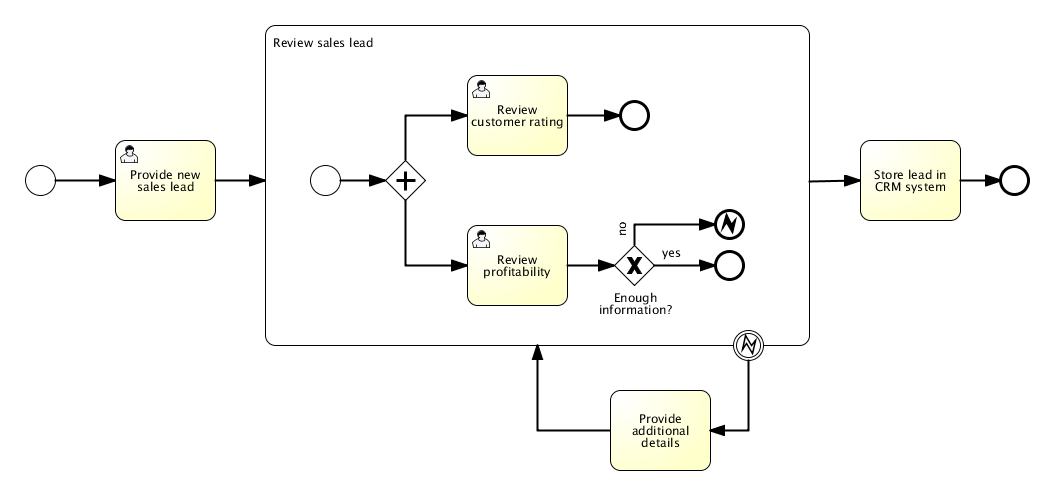 Review sales lead
Review
customer rating
Provide new
sales lead
Store lead in
CRM system
no
yes
Review
profitability
Enough
information?
Provide
additional
details